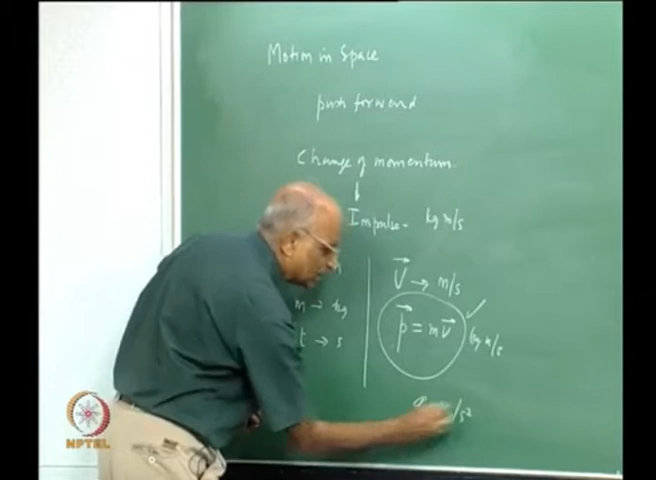 Motion in Space
push forward
Change of momentum.
↓
Impulse - kg m/s
m → kg
t → s
V⃗ → m/s
p⃗ = mv⃗ ✓
kg m/s
/s²
NPTEL